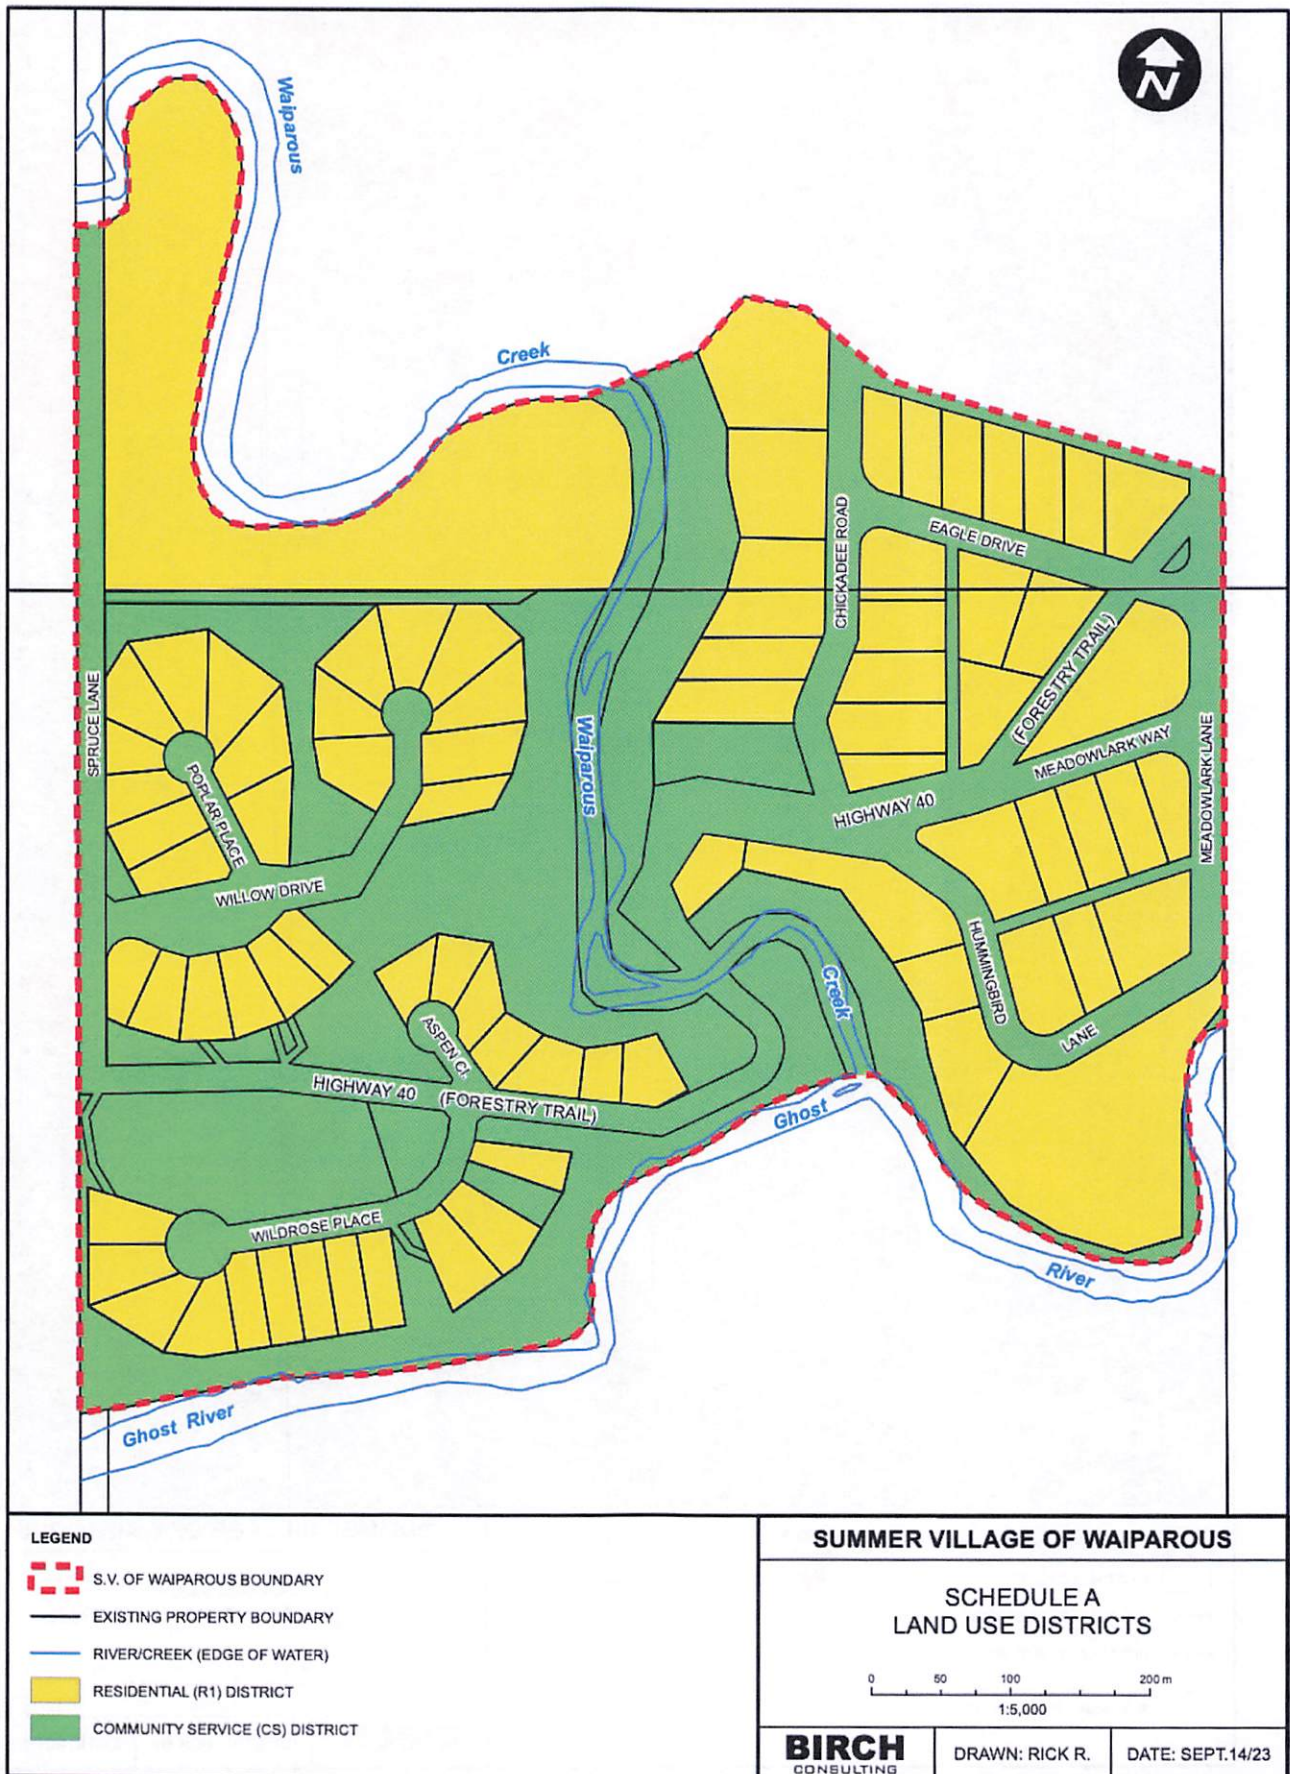 N
Waiparous
Creek
CHICKADEE ROAD
EAGLE DRIVE
(FORESTRY TRAIL)
SPRUCE LANE
POPLAR PLACE
Waiparous
MEADOWLARK WAY
MEADOWLARK LANE
HIGHWAY 40
WILLOW DRIVE
HUMMINGBIRD
LANE
Creek
ASPEN Ct.
HIGHWAY 40 (FORESTRY TRAIL)
Ghost
WILDROSE PLACE
River
Ghost River
LEGEND
S.V. OF WAIPAROUS BOUNDARY
EXISTING PROPERTY BOUNDARY
RIVER/CREEK (EDGE OF WATER)
RESIDENTIAL (R1) DISTRICT
COMMUNITY SERVICE (CS) DISTRICT
SUMMER VILLAGE OF WAIPAROUS
SCHEDULE A
LAND USE DISTRICTS
0 50 100 200 m
1:5,000
BIRCH
CONSULTING
DRAWN: RICK R.
DATE: SEPT.14/23